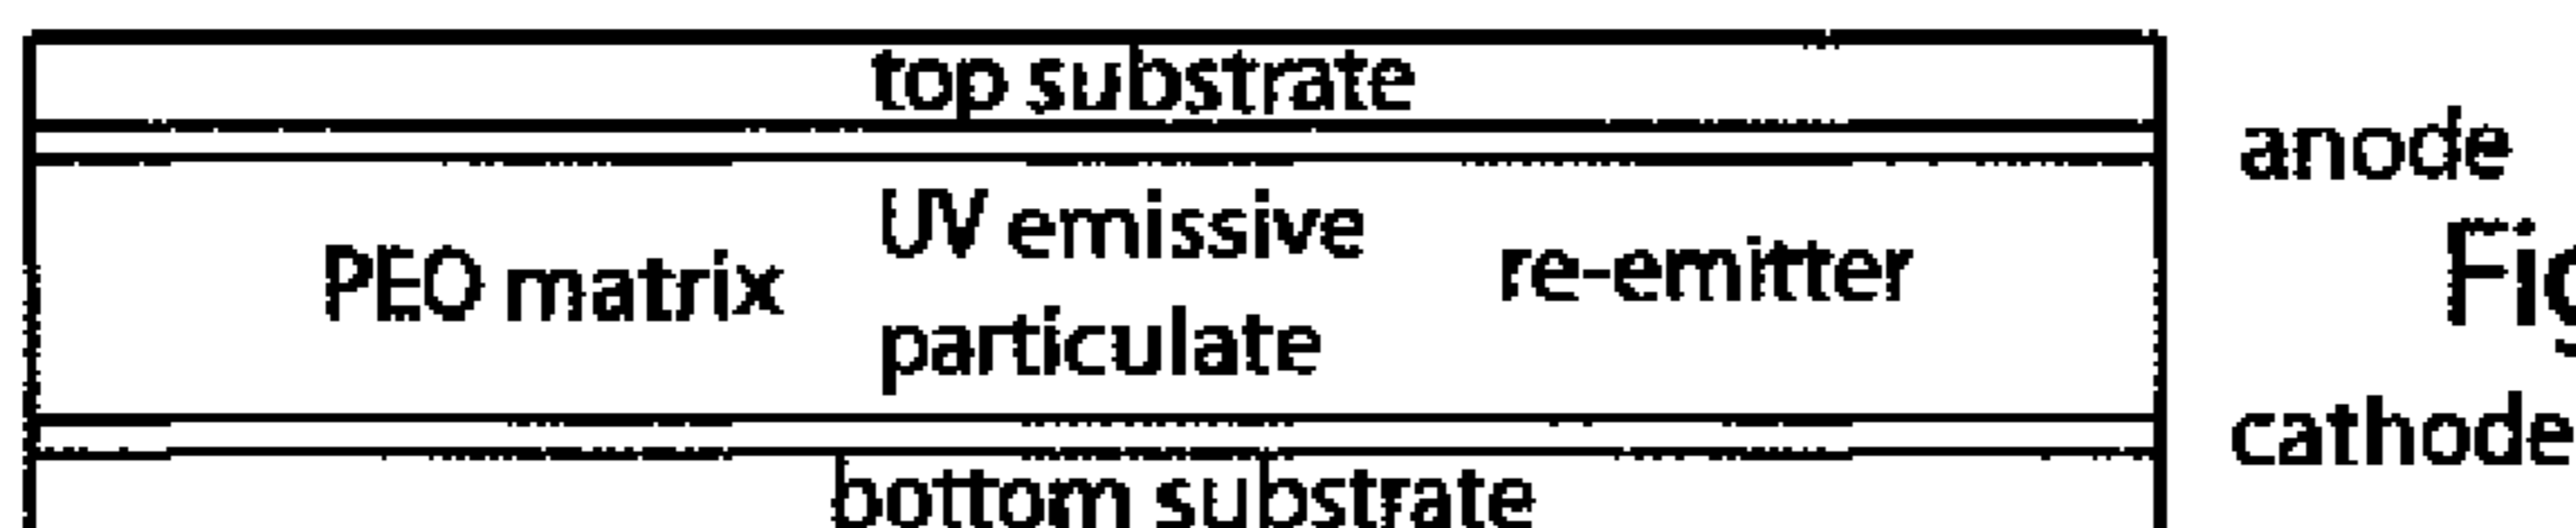 top substrate
anode
UV emissive
PEO matrix
re-emitter
particulate
cathode
bottom substrate